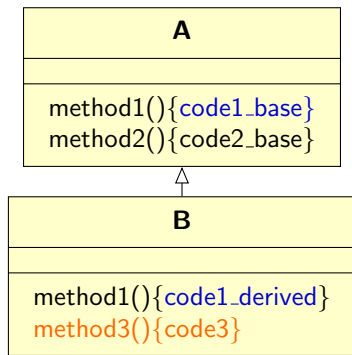 A
method1(){code1_base}
method2(){code2_base}
B
method1(){code1_derived}
method3(){code3}